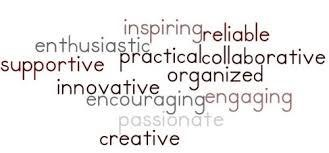 inspiring
reliable
enthusiastic
practical
collaborative
supportive
organized
innovative
encouraging
engaging
passionate
creative